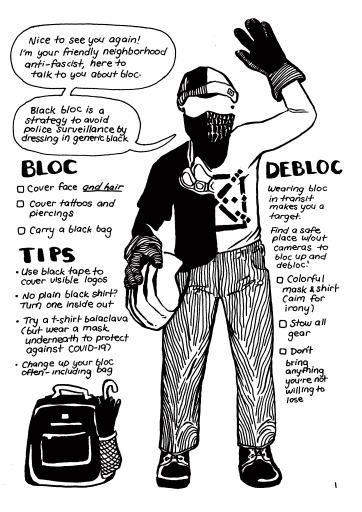 Nice to see you again!
I'm your friendly neighborhood
anti-fascist, here to
talk to you about bloc.
Black bloc is a
strategy to avoid
police surveillance by
dressing in generic black
BLOC
Cover face and hair
Cover tattoos and
piercings
Carry a black bag
TIPS
• Use black tape to
cover visible logos
• No plain black shirt?
Turn one inside out
• Try a t-shirt balaclava
(but wear a mask
underneath to protect
against COVID-19)
• Change up your bloc
often - including bag
DEBLOC
Wearing bloc
in transit
makes you a
target.
Find a safe
place w/out
cameras to
bloc up and
debloc!
Colorful
mask & shirt
(aim for
irony)
Stow all
gear
Don't
bring
anything
you're not
willing to
lose
1